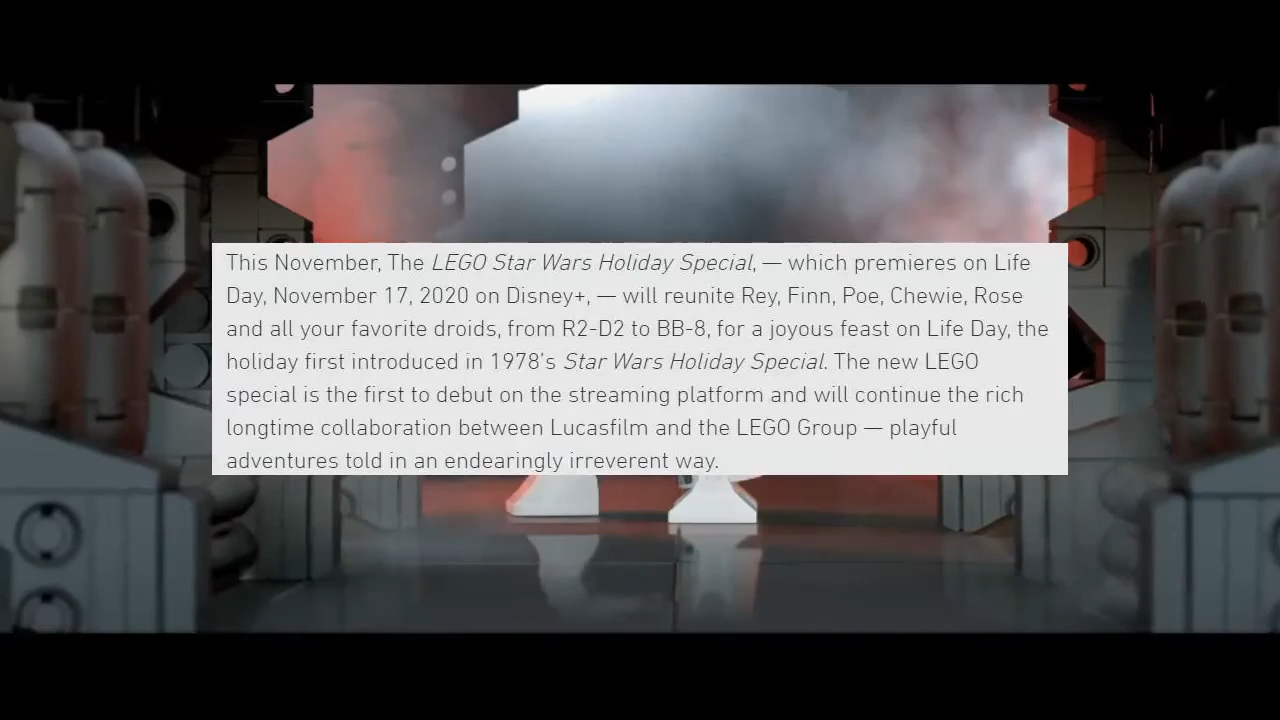 This November, The LEGO Star Wars Holiday Special, — which premieres on Life
Day, November 17, 2020 on Disney+, — will reunite Rey, Finn, Poe, Chewie, Rose
and all your favorite droids, from R2-D2 to BB-8, for a joyous feast on Life Day, the
holiday first introduced in 1978’s Star Wars Holiday Special. The new LEGO
special is the first to debut on the streaming platform and will continue the rich
longtime collaboration between Lucasfilm and the LEGO Group — playful
adventures told in an endearingly irreverent way.